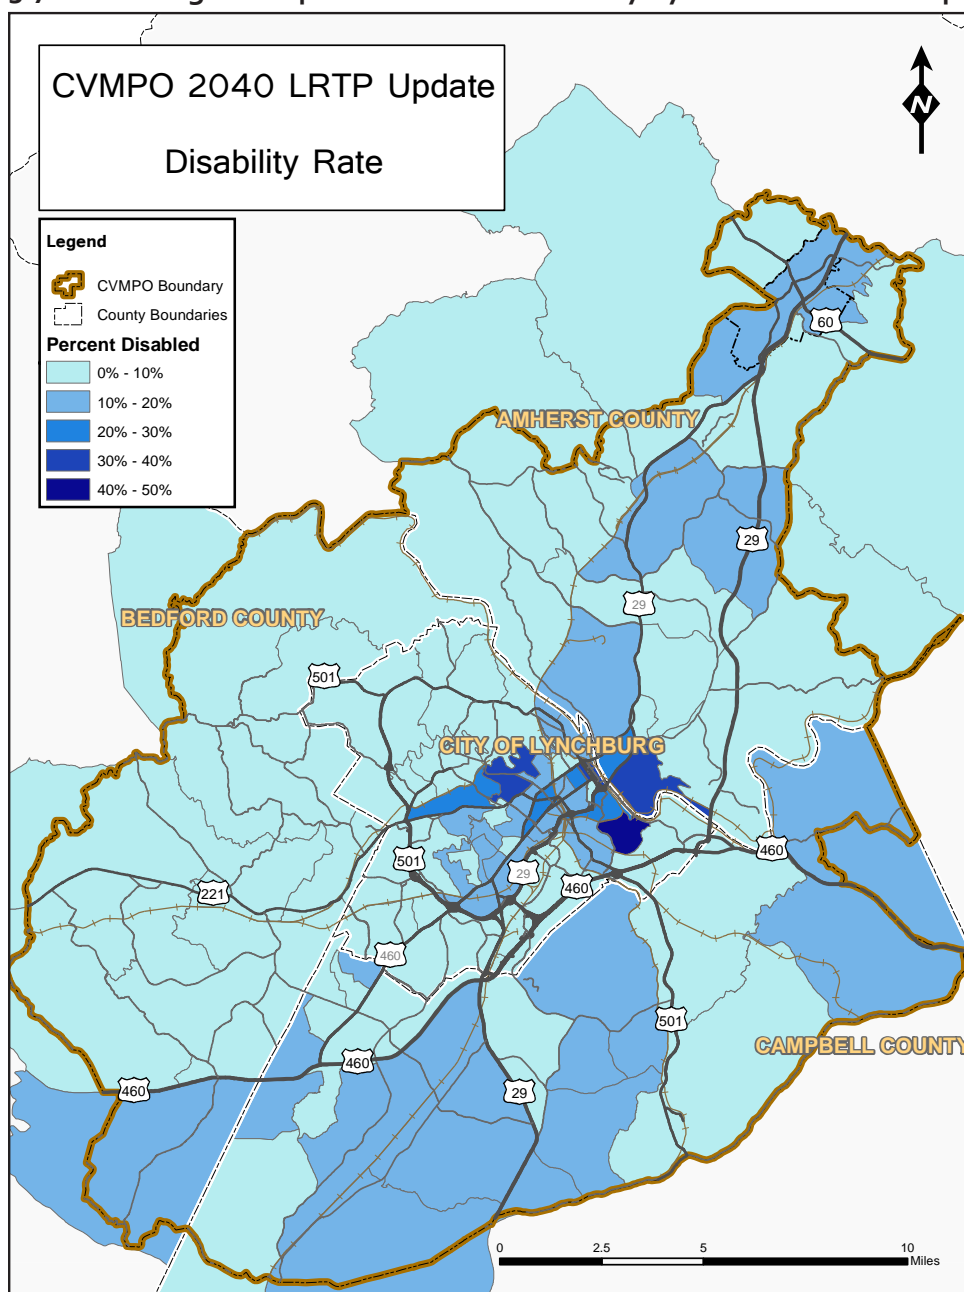 CVMPO 2040 LRTP Update
Disability Rate
N
Legend
CVMPO Boundary
County Boundaries
Percent Disabled
0% - 10%
10% - 20%
20% - 30%
30% - 40%
40% - 50%
60
AMHERST COUNTY
29
29
BEDFORD COUNTY
501
CITY OF LYNCHBURG
460
501
29
460
221
460
501
CAMPBELL COUNTY
460
460
29
0 2.5 5 10
Miles